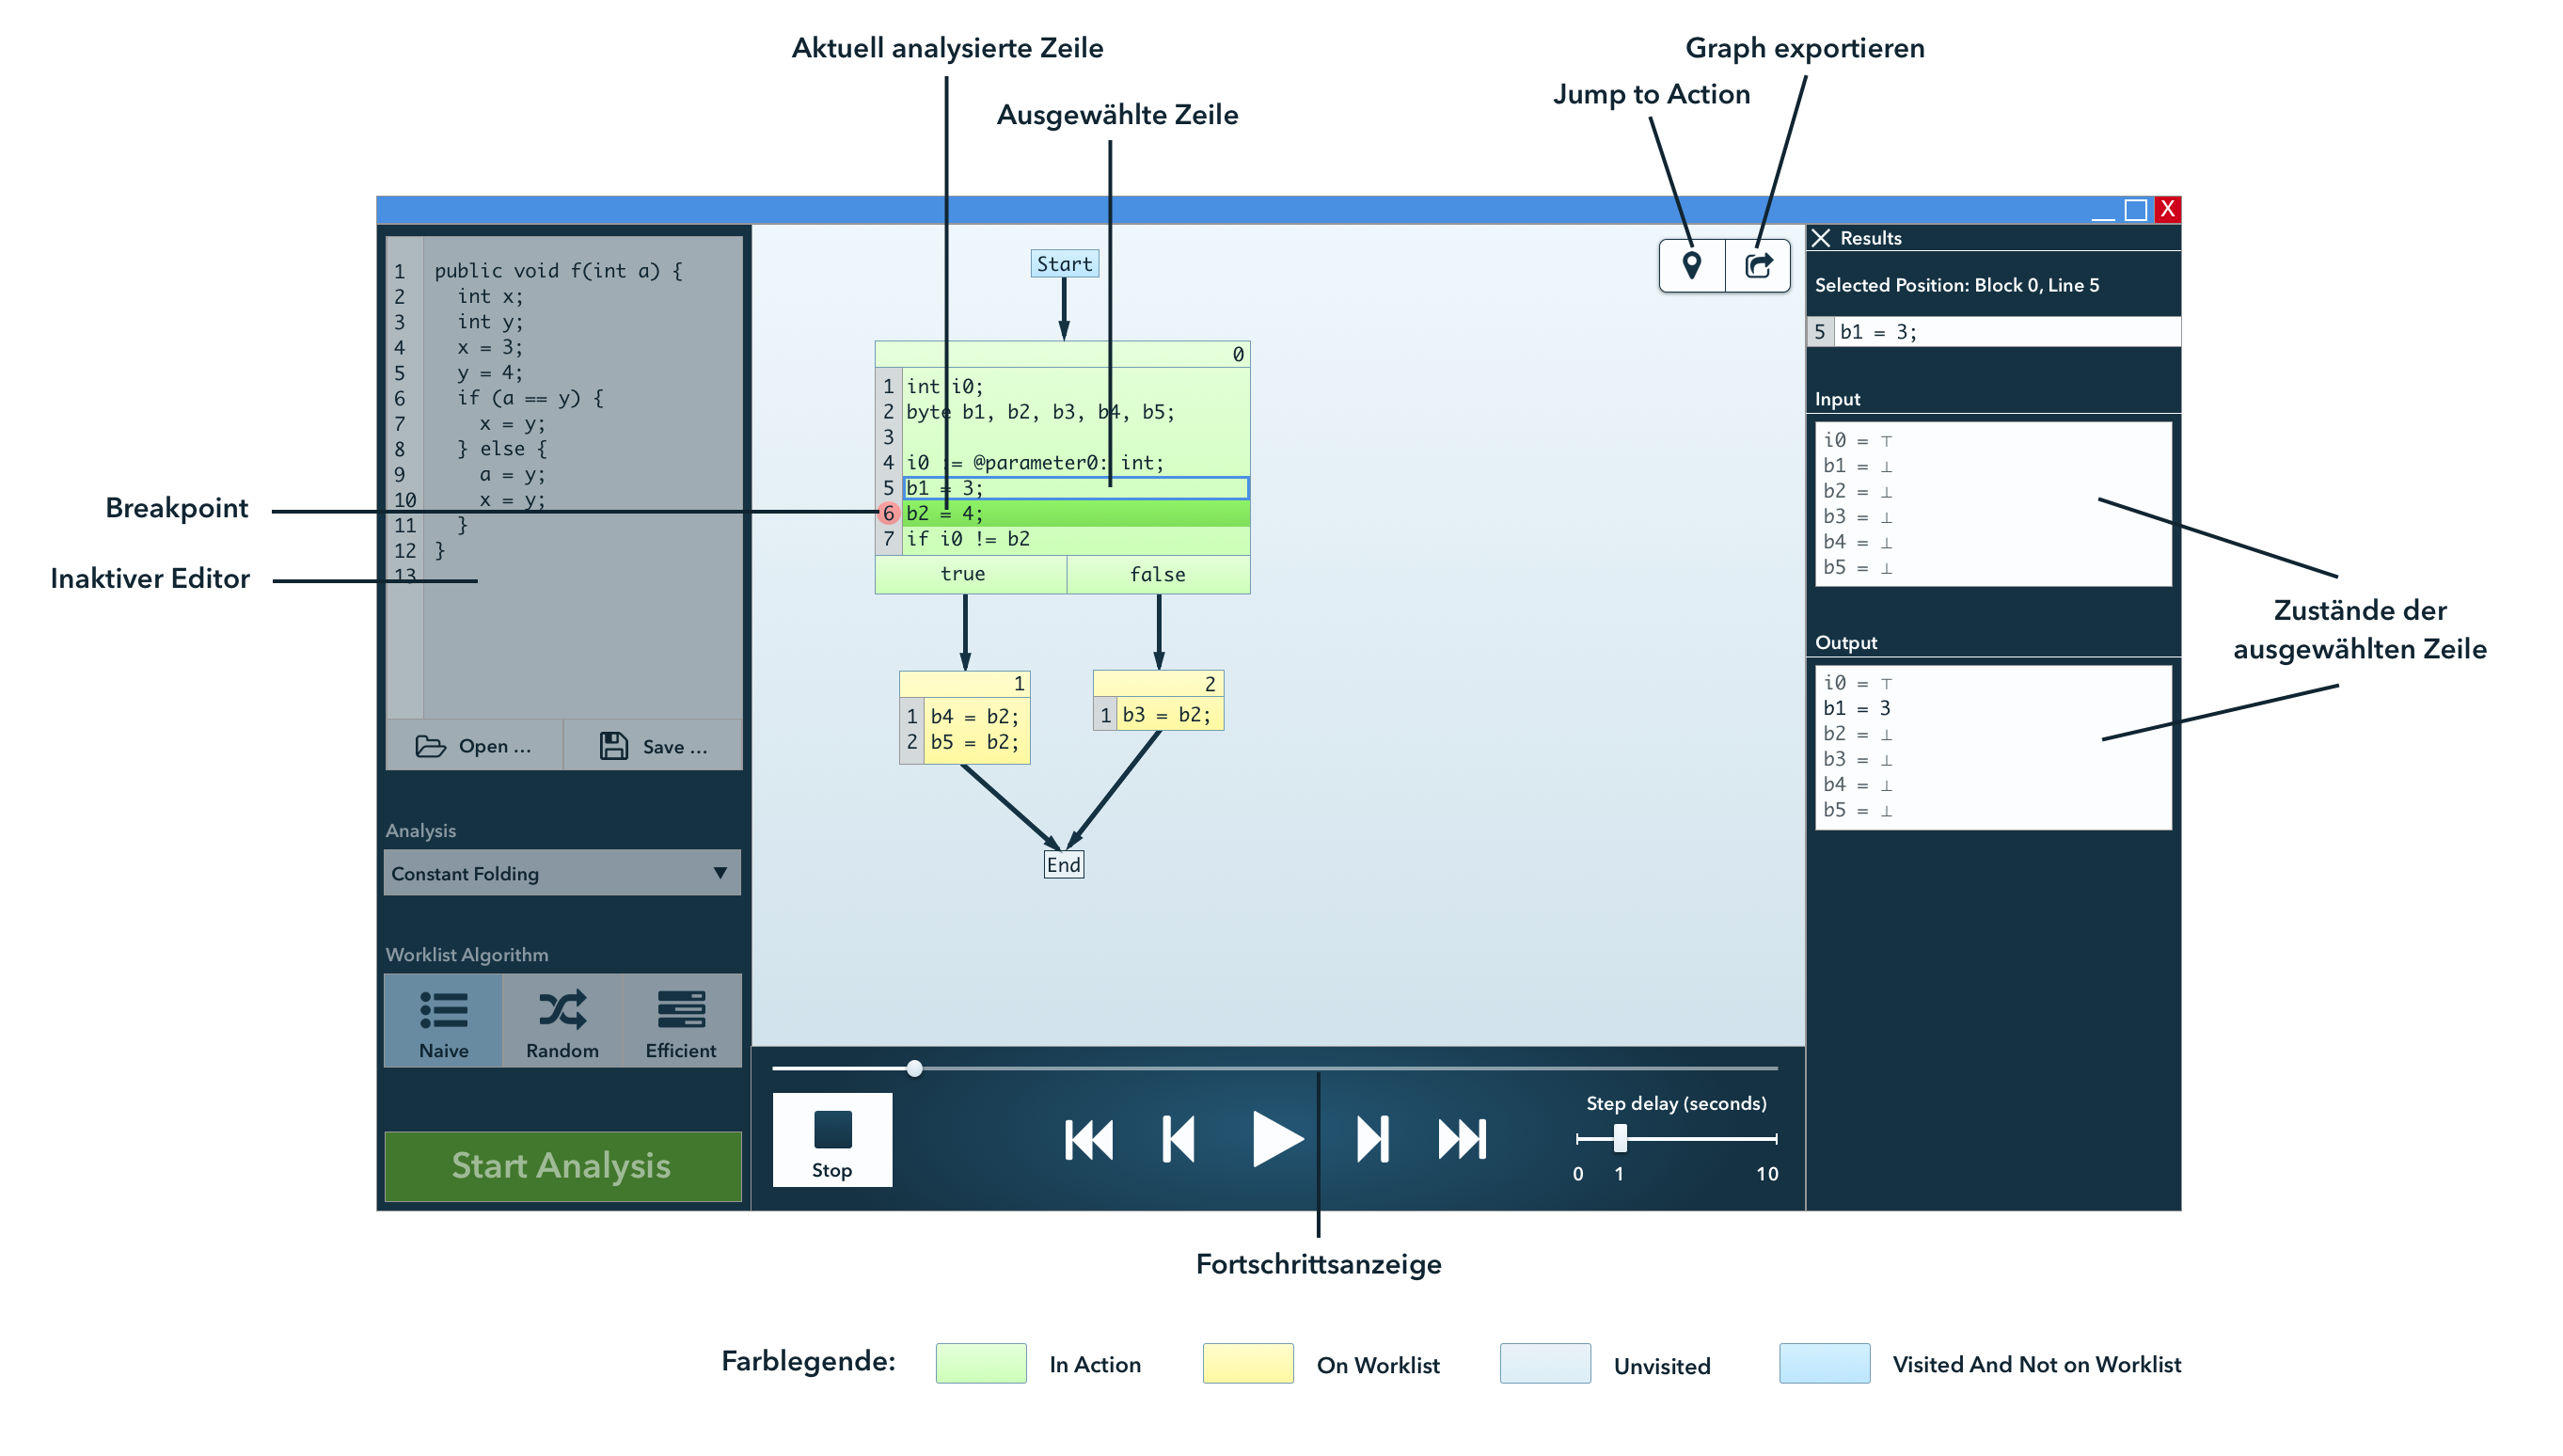 Aktuell analysierte Zeile
Graph exportieren
Jump to Action
Ausgewählte Zeile
X
1 public void f(int a) {
2 int x;
3 int y;
4 x = 3;
5 y = 4;
6 if (a == y) {
7 x = y;
8 } else {
9 a = y;
10 x = y;
11 }
12 }
13
Breakpoint
Inaktiver Editor
Open ...
Save ...
Analysis
Constant Folding
Worklist Algorithm
Naive
Random
Efficient
Start Analysis
Start
0
1 int i0;
2 byte b1, b2, b3, b4, b5;
3
4 i0 := @parameter0: int;
5 b1 = 3;
6 b2 = 4;
7 if i0 != b2
true
false
1
1 b4 = b2;
2 b5 = b2;
2
1 b3 = b2;
End
Results
Selected Position: Block 0, Line 5
5 b1 = 3;
Input
i0 = ⊤
b1 = ⊥
b2 = ⊥
b3 = ⊥
b4 = ⊥
b5 = ⊥
Output
i0 = ⊤
b1 = 3
b2 = ⊥
b3 = ⊥
b4 = ⊥
b5 = ⊥
Zustände der
ausgewählten Zeile
Stop
Step delay (seconds)
0 1 10
Fortschrittsanzeige
Farblegende:
In Action
On Worklist
Unvisited
Visited And Not on Worklist